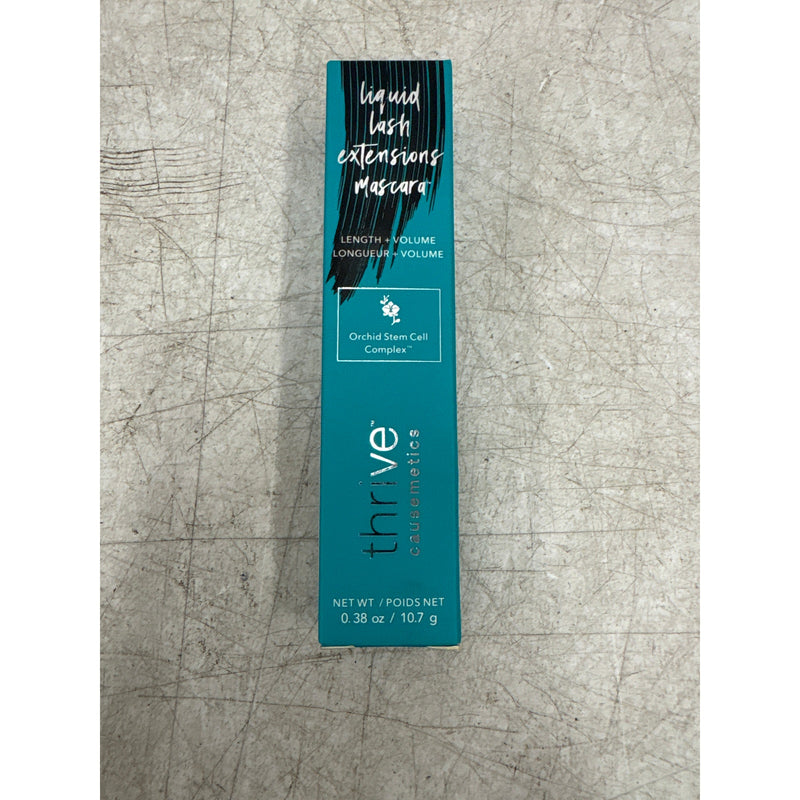 liquid
lash
extensions
mascara
LENGTH + VOLUME
LONGUEUR + VOLUME
Orchid Stem Cell
Complex™
thrive™
causemetics
NET WT / POIDS NET
0.38 oz / 10.7 g